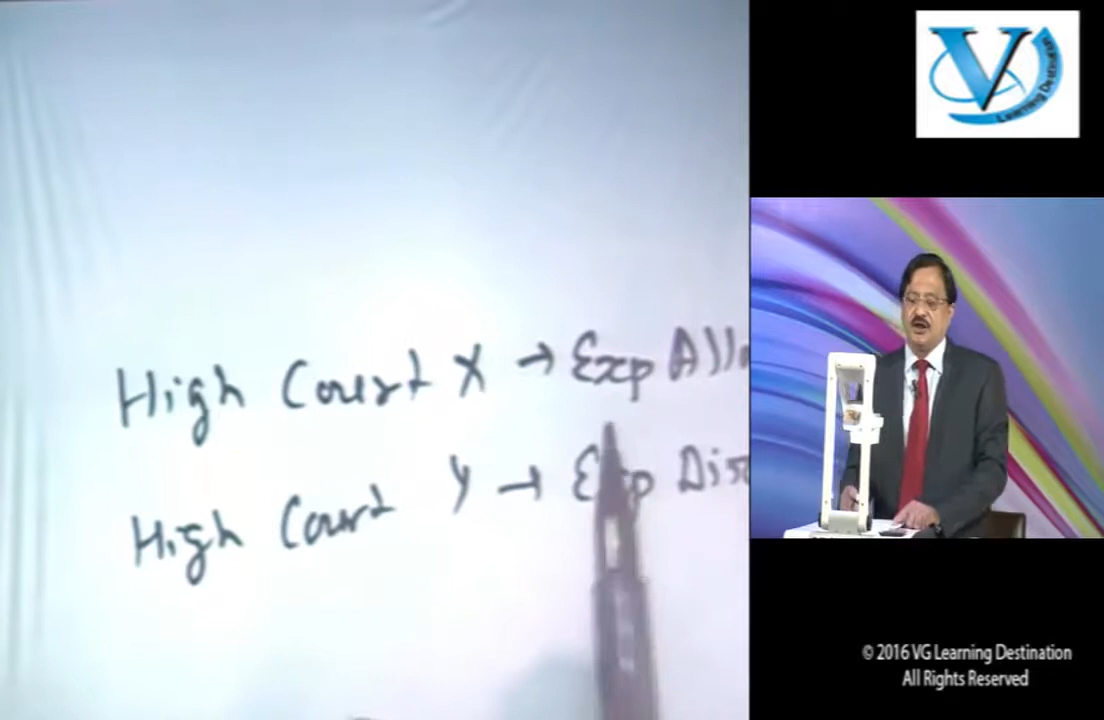 High Court X → Exp Allo
High Court Y → Exp Dis
V
Learning Destination
© 2016 VG Learning Destination
All Rights Reserved